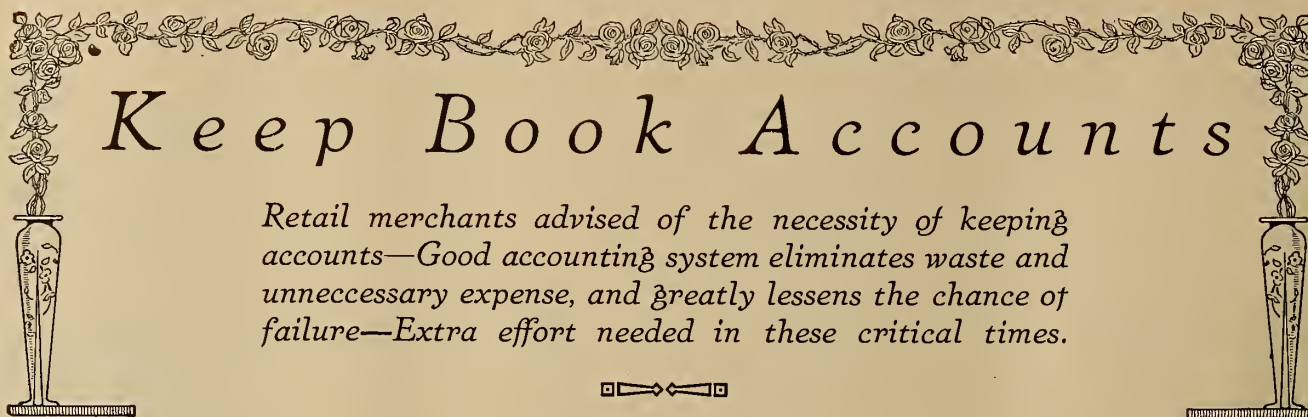 Keep Book Accounts
Retail merchants advised of the necessity of keeping
accounts—Good accounting system eliminates waste and
unneccessary expense, and greatly lessens the chance of
failure—Extra effort needed in these critical times.